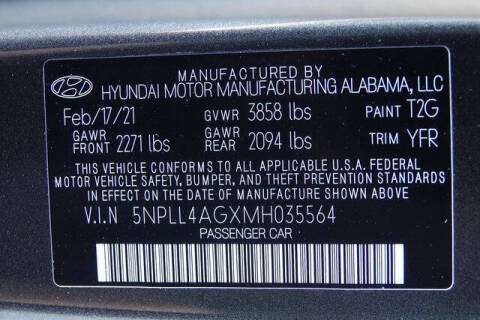 MANUFACTURED BY
HYUNDAI MOTOR MANUFACTURING ALABAMA, LLC
Feb/17/21 GVWR 3858 lbs PAINT T2G
GAWR FRONT 2271 lbs GAWR REAR 2094 lbs TRIM YFR
THIS VEHICLE CONFORMS TO ALL APPLICABLE U.S.A. FEDERAL
MOTOR VEHICLE SAFETY, BUMPER, AND THEFT PREVENTION
STANDARDS IN EFFECT ON THE DATE OF MANUFACTURE SHOWN ABOVE
V.I.N 5NPLL4AGXMH035564
PASSENGER CAR